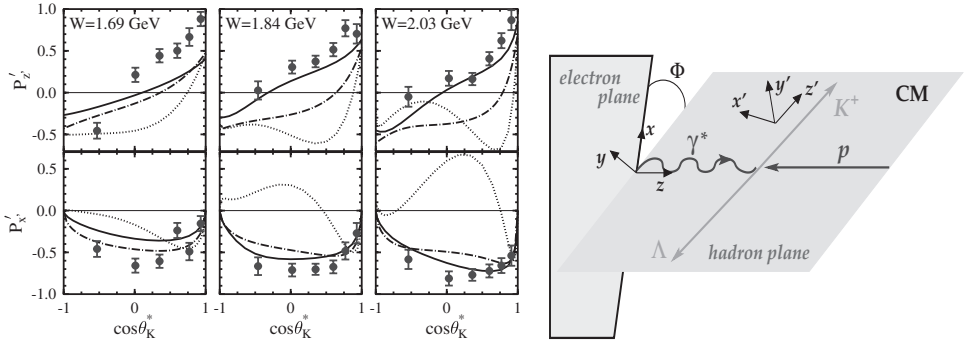 W=1.69 GeV W=1.84 GeV W=2.03 GeV
1.0
0.5
0.0
-0.5
P′z′
0.0
-0.5
-1.0
P′x′
-1 0 1 -1 0 1 -1 0 1
cosθ*K cosθ*K cosθ*K
electron
plane
Φ
x
y
z
γ*
x′
y′
z′
K+
CM
p
Λ
hadron plane